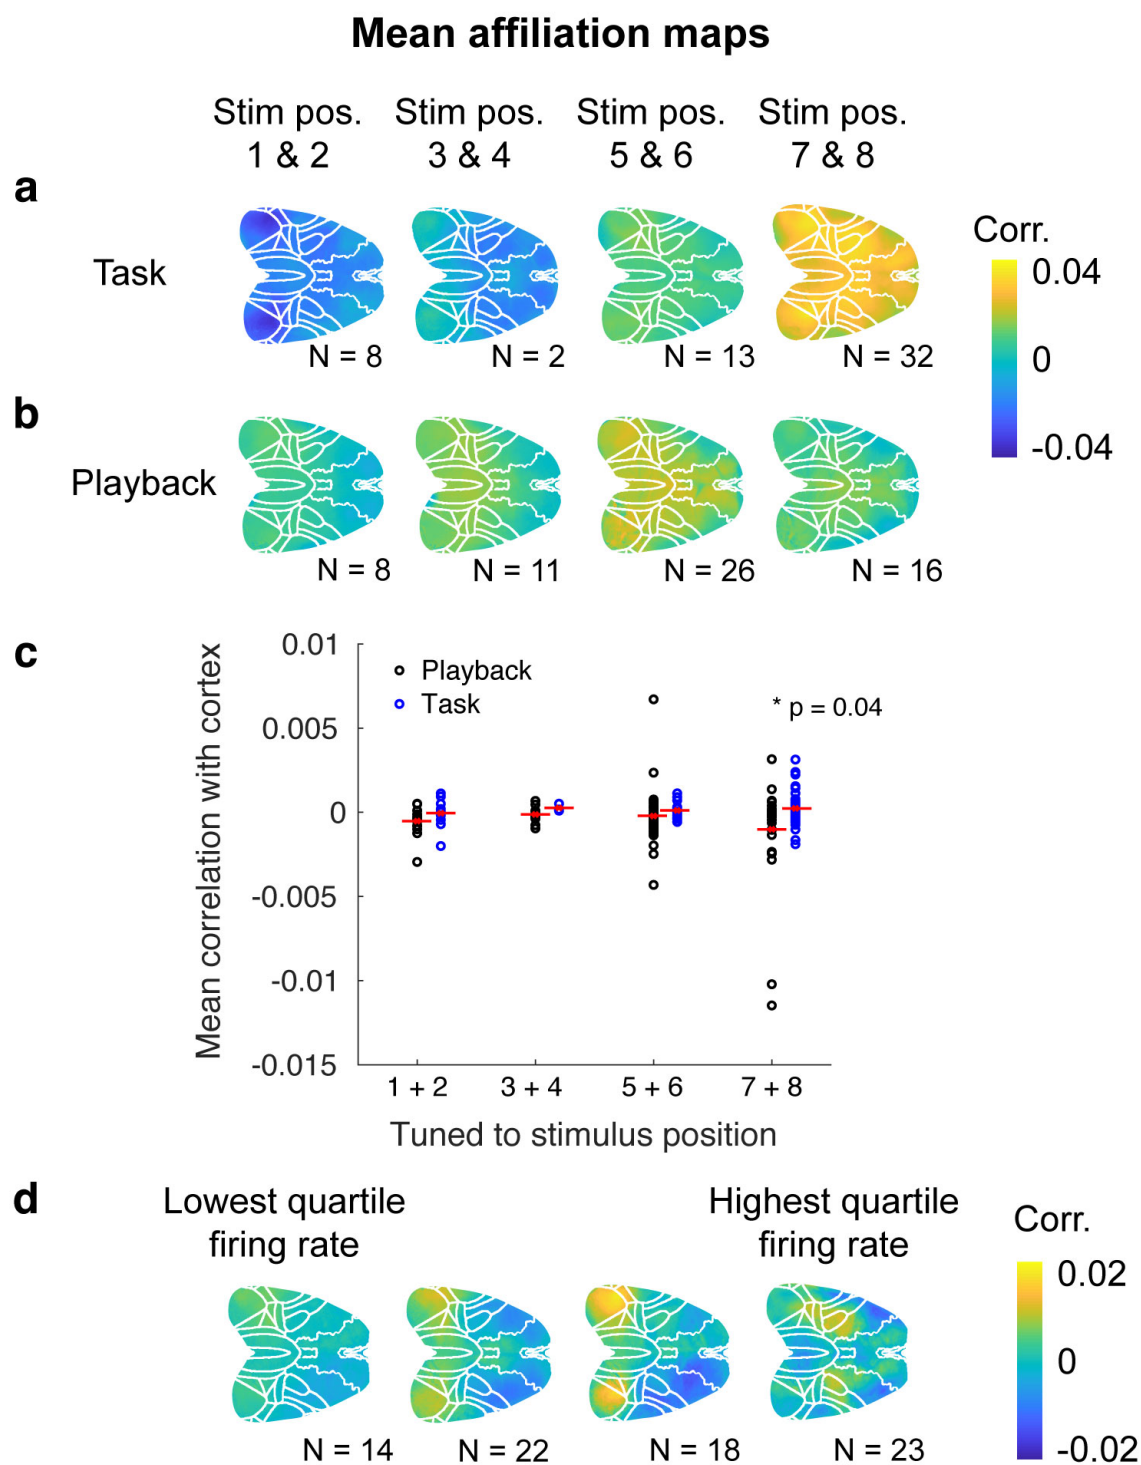 Mean affiliation maps
Stim pos. Stim pos. Stim pos. Stim pos.
1 & 2 3 & 4 5 & 6 7 & 8
a
Task
Corr.
0.04
0
-0.04
N = 8 N = 2 N = 13 N = 32
b
Playback
N = 8 N = 11 N = 26 N = 16
c
Mean correlation with cortex
0.01
0.005
0
-0.005
-0.01
-0.015
Playback
Task
* p = 0.04
1 + 2 3 + 4 5 + 6 7 + 8
Tuned to stimulus position
d
Lowest quartile
firing rate
Highest quartile
firing rate
Corr.
0.02
0
-0.02
N = 14 N = 22 N = 18 N = 23